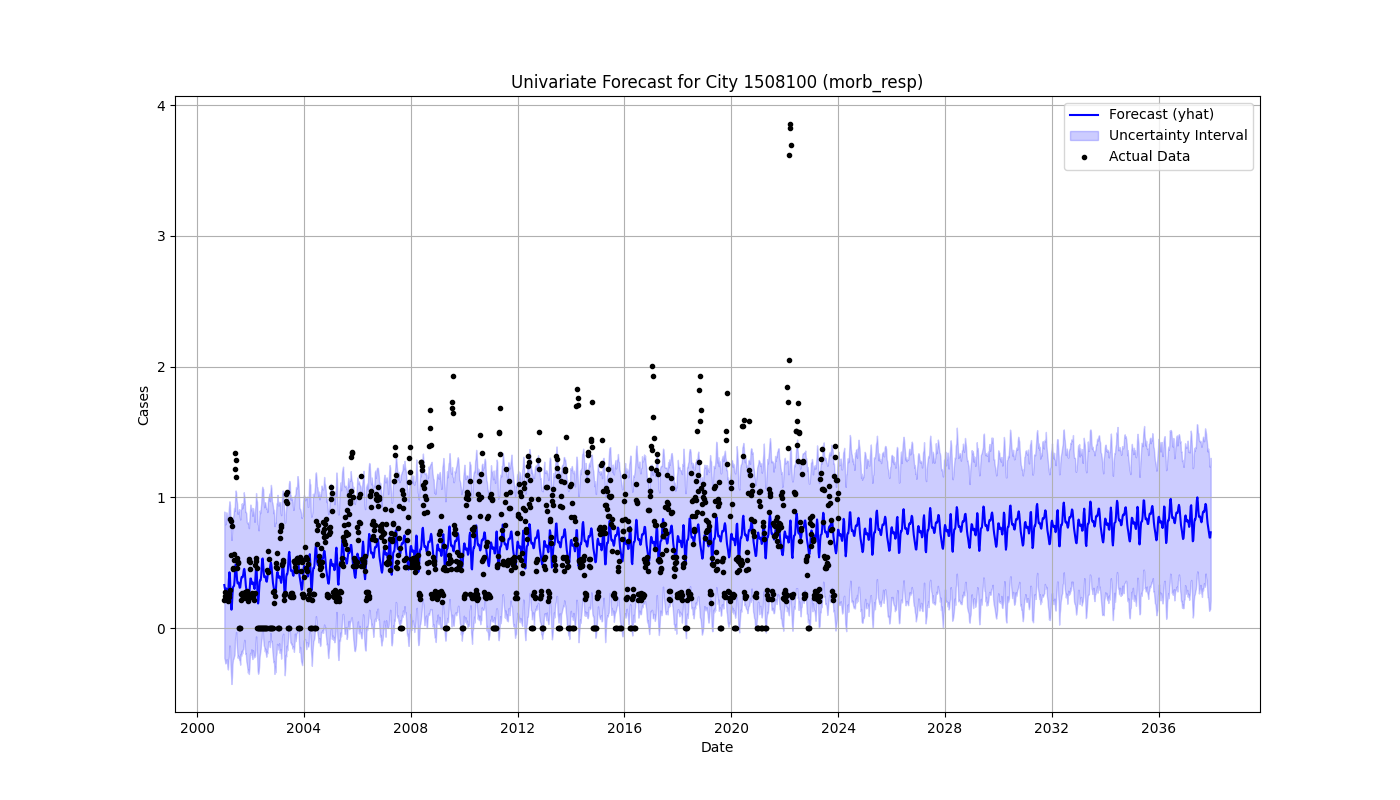 Univariate Forecast for City 1508100 (morb_resp)
Forecast (yhat)
Uncertainty Interval
Actual Data
Cases
4
3
2
1
0
2000 2004 2008 2012 2016 2020 2024 2028 2032 2036
Date